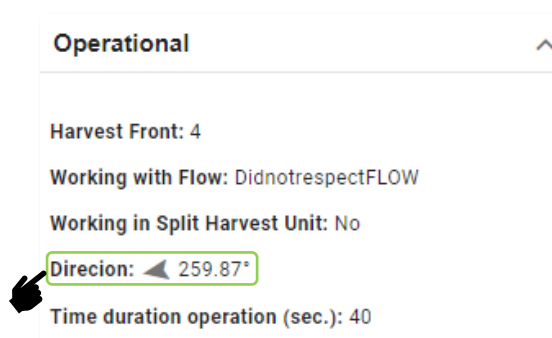 Operational
Harvest Front: 4
Working with Flow: DidnotrespectFLOW
Working in Split Harvest Unit: No
Direcion: 259.87°
Time duration operation (sec.): 40